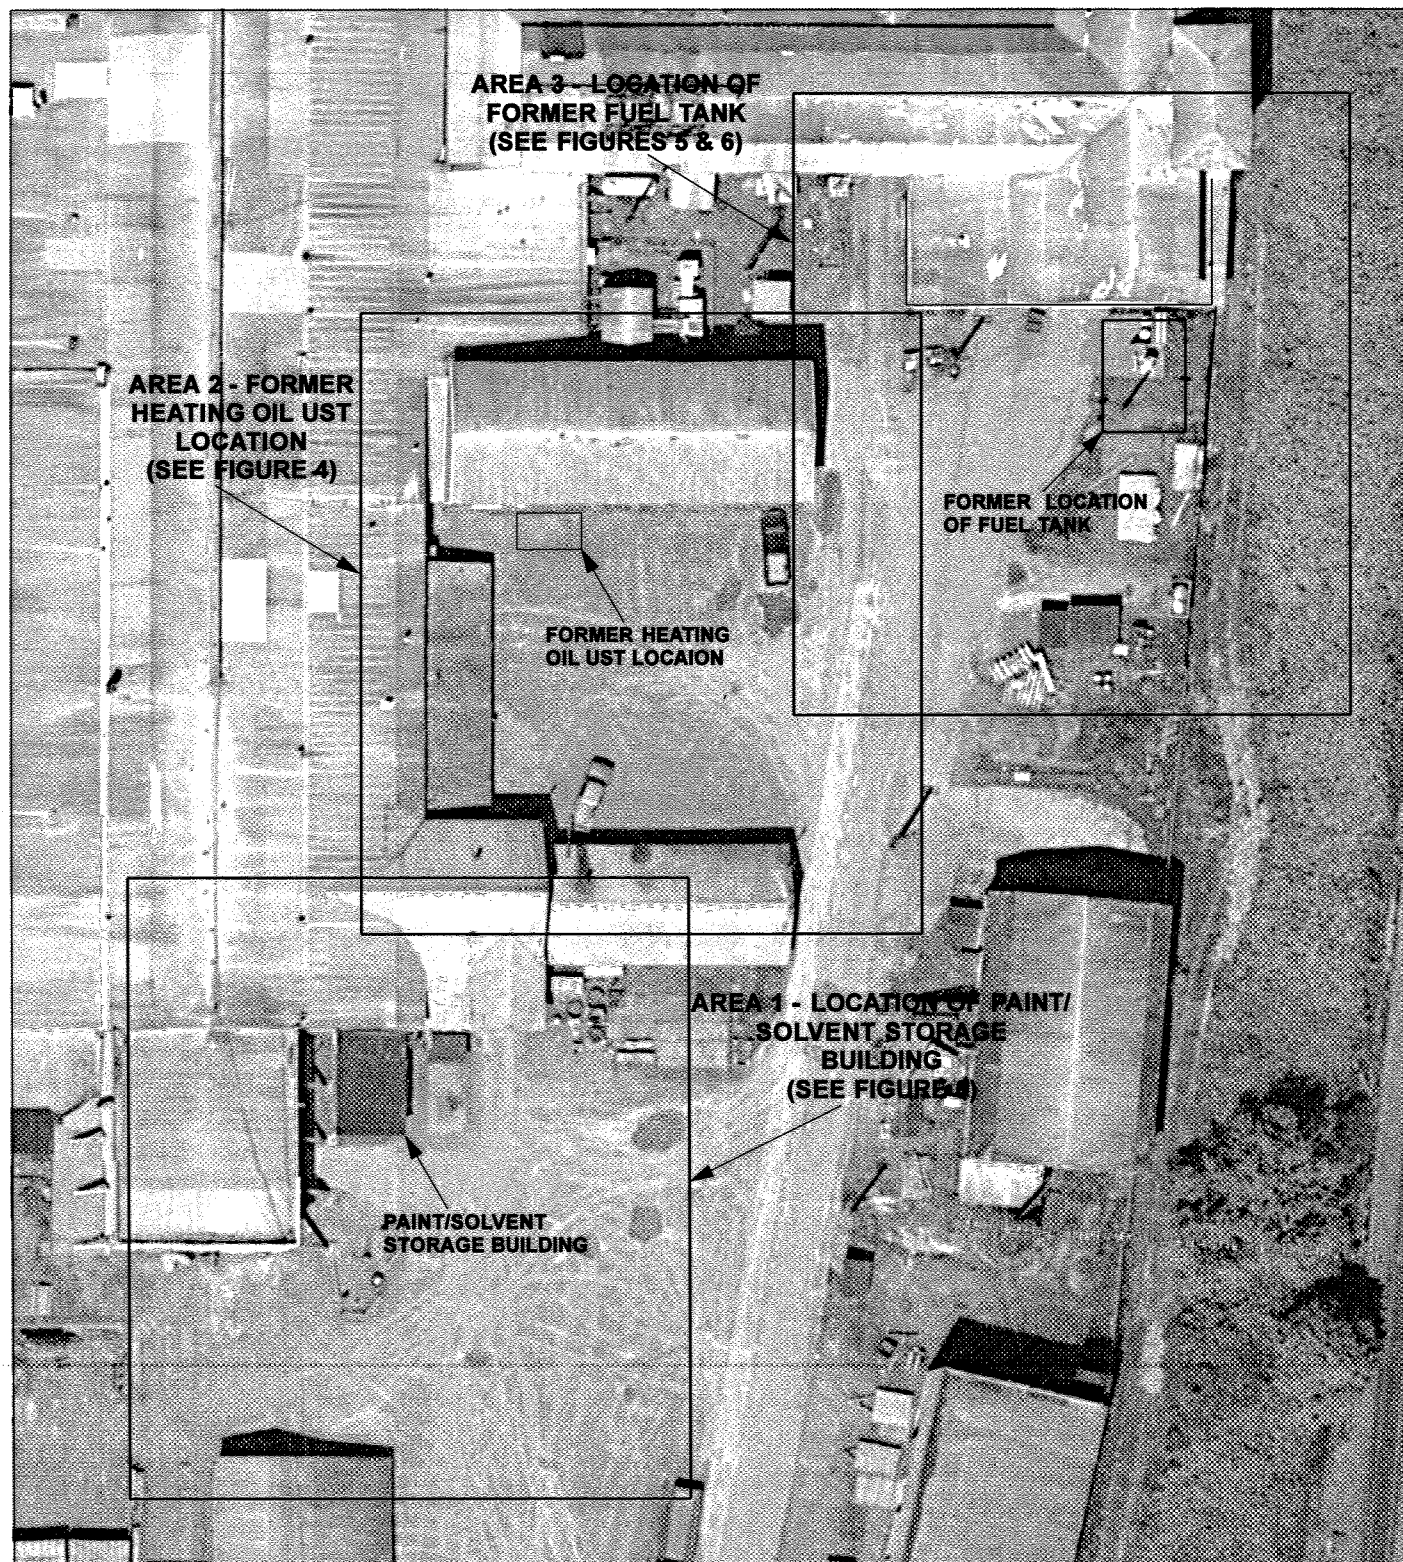 AREA 3 - LOCATION OF
FORMER FUEL TANK
(SEE FIGURES 5 & 6)
AREA 2 - FORMER
HEATING OIL UST
LOCATION
(SEE FIGURE 4)
FORMER LOCATION
OF FUEL TANK
FORMER HEATING
OIL UST LOCAION
AREA 1 - LOCATION OF PAINT/
SOLVENT STORAGE
BUILDING
(SEE FIGURE
PAINT/SOLVENT
STORAGE BUILDING